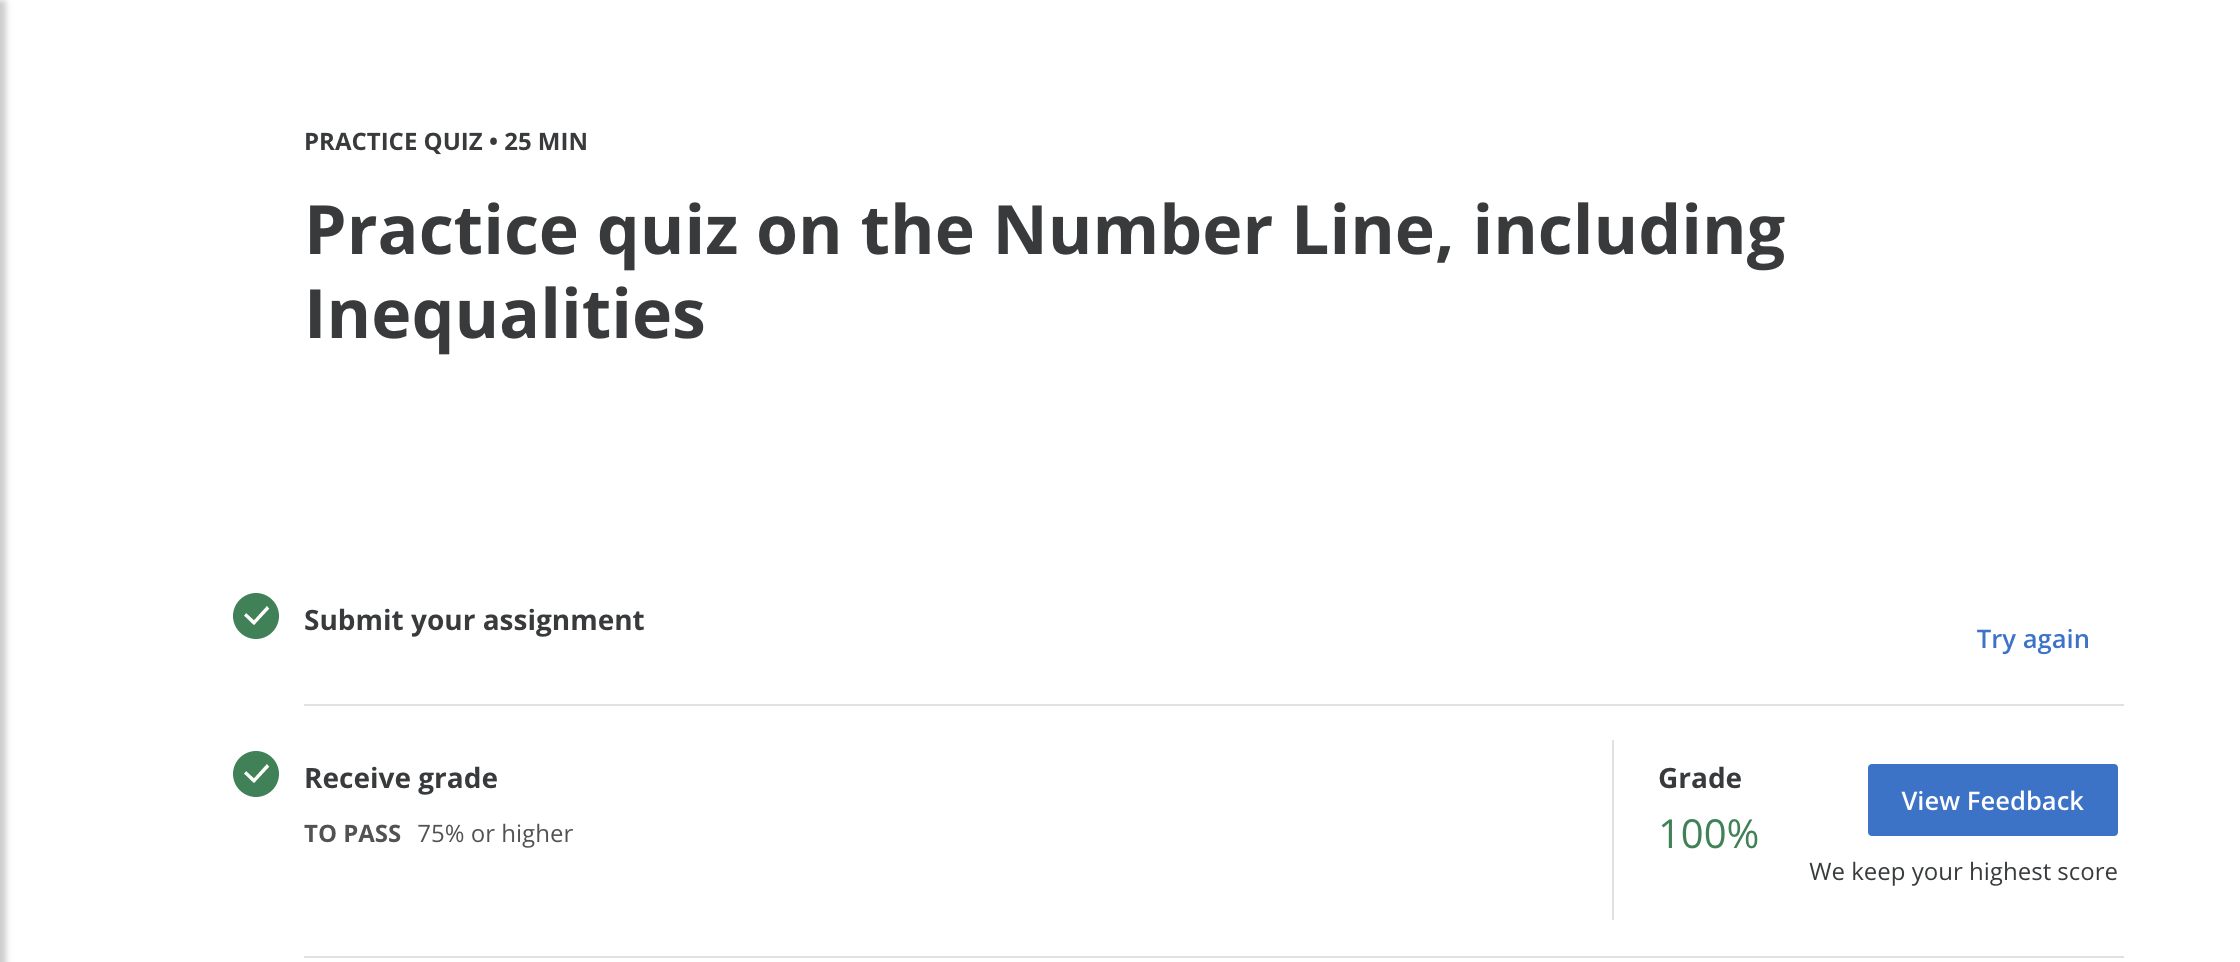 PRACTICE QUIZ • 25 MIN
Practice quiz on the Number Line, including
Inequalities
Submit your assignment
Try again
Receive grade
TO PASS 75% or higher
Grade
100%
View Feedback
We keep your highest score